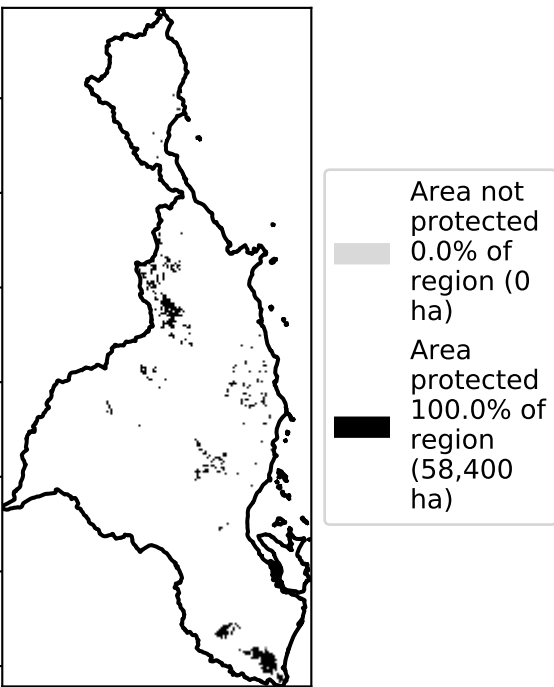 Area not
protected
0.0% of
region (0
ha)
Area
protected
100.0% of
region
(58,400
ha)